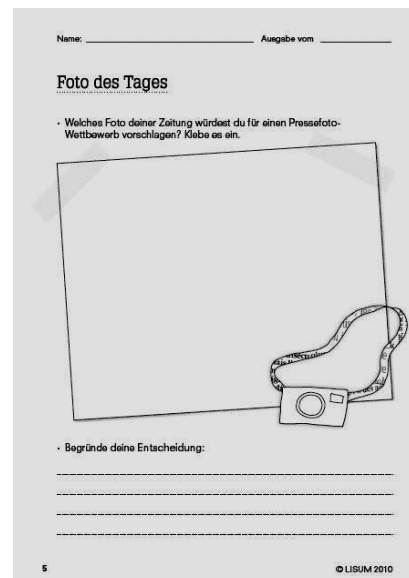 Name: Ausgabe vom
Foto des Tages
• Welches Foto deiner Zeitung würdest du für einen Pressefoto-
Wettbewerb vorschlagen? Klebe es ein.
• Begründe deine Entscheidung:
5 © LISUM 2010